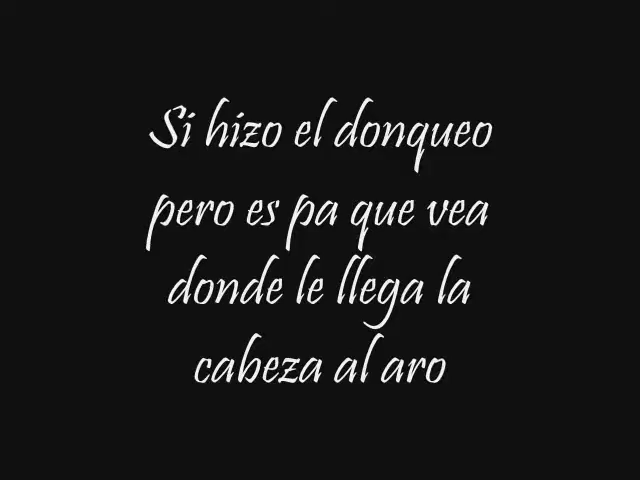 Si hizo el donqueo
pero es pa que vea
donde le llega la
cabeza al aro